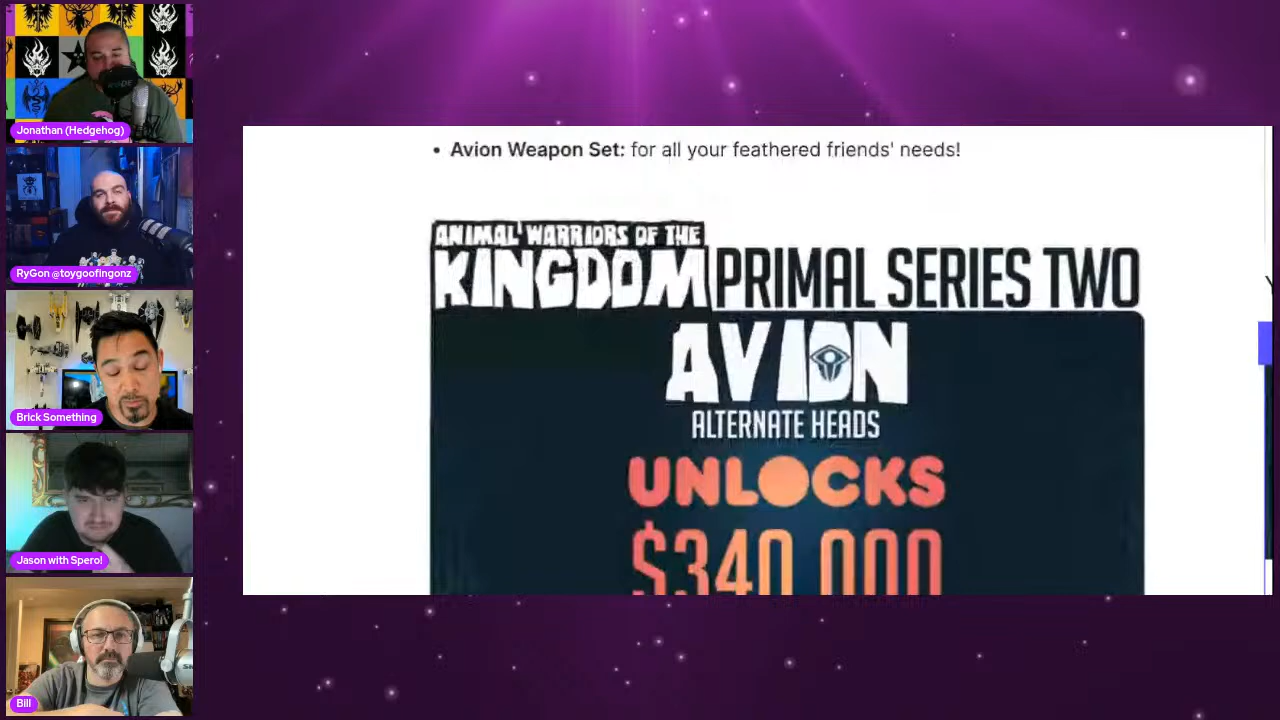 Jonathan (Hedgehog)
RyGon @toygoofingonz
Brick Something
Jason with Spero!
Bill
• Avion Weapon Set: for all your feathered friends' needs!
ANIMAL WARRIORS OF THE
KINGDOM PRIMAL SERIES TWO
AVION
ALTERNATE HEADS
UNLOCKS
$340,000